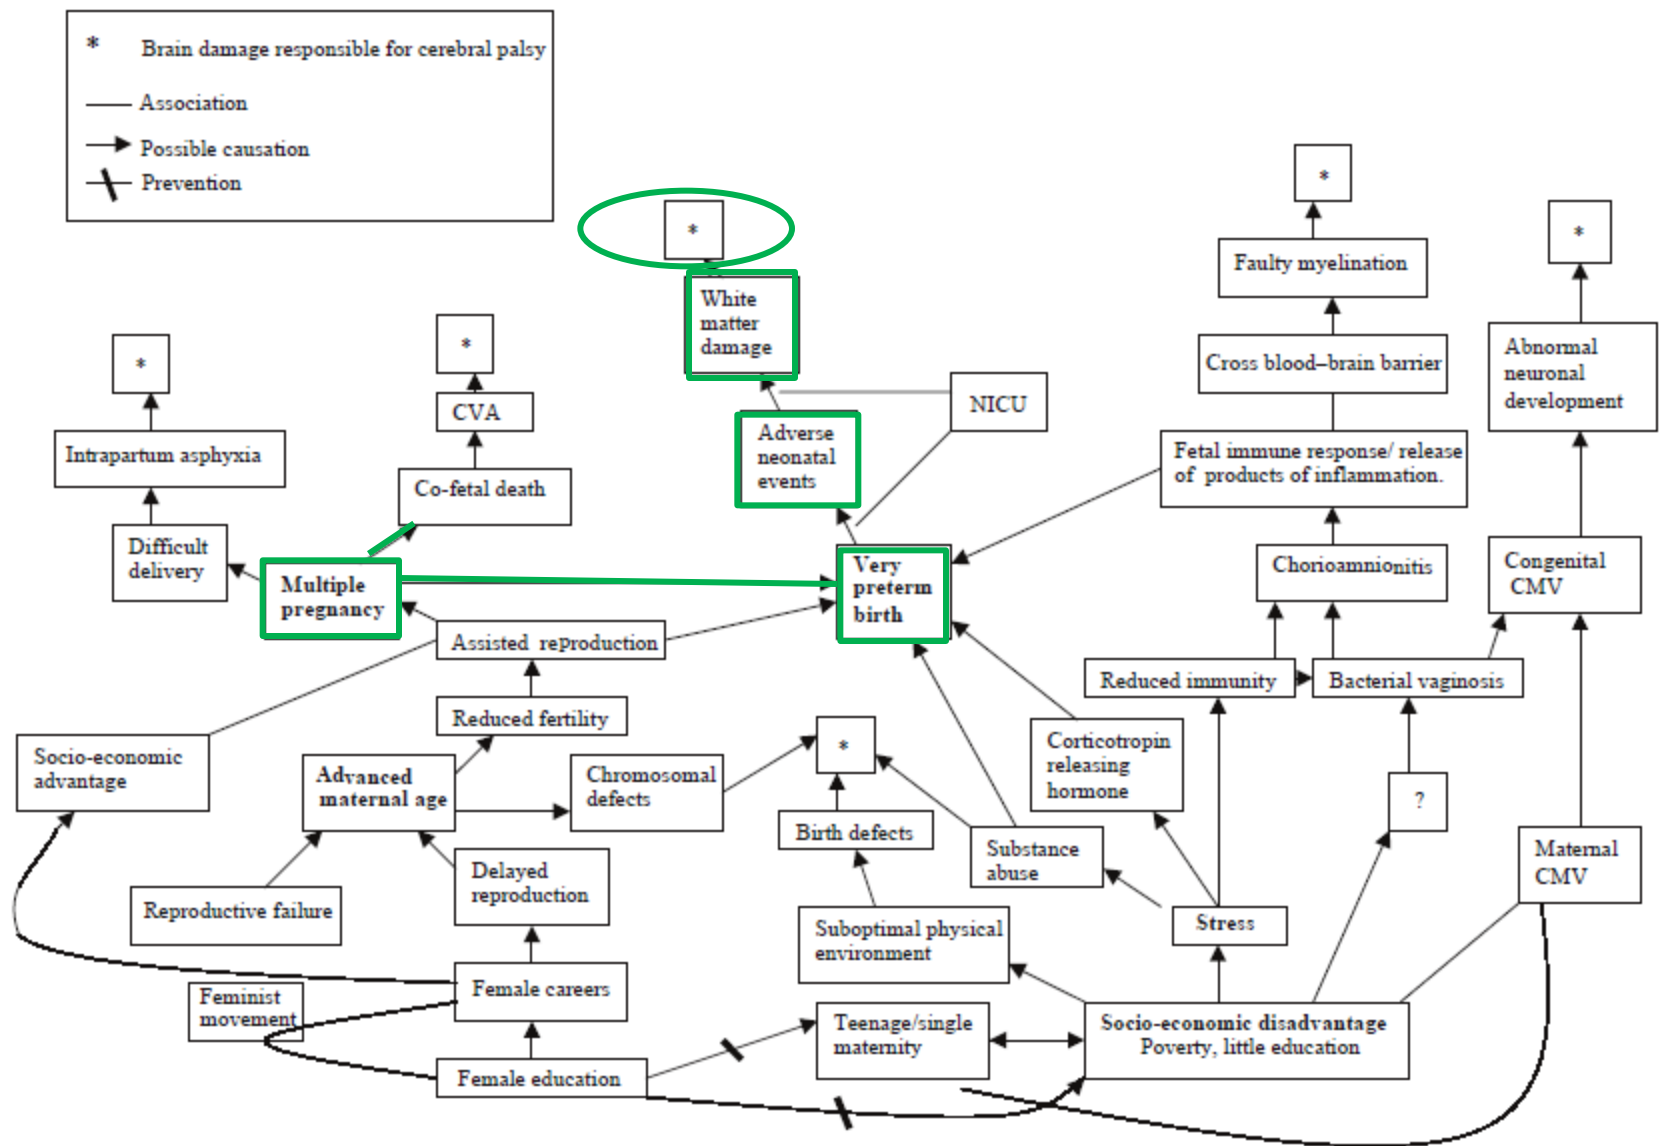 * Brain damage responsible for cerebral palsy
Association
Possible causation
Prevention
*
*
*
*
*
White
matter
damage
Faulty myelination
Cross blood–brain barrier
Abnormal
neuronal
development
CVA
NICU
Intrapartum asphyxia
Adverse
neonatal
events
Fetal immune response/ release
of products of inflammation.
Co-fetal death
Difficult
delivery
Multiple
pregnancy
Very
preterm
birth
Chorioamnionitis
Congenital
CMV
Assisted reproduction
Reduced immunity
Bacterial vaginosis
Reduced fertility
Socio-economic
advantage
Advanced
maternal age
Chromosomal
defects
*
Corticotropin
releasing
hormone
?
Birth defects
Substance
abuse
Maternal
CMV
Delayed
reproduction
Reproductive failure
Suboptimal physical
environment
Stress
Feminist
movement
Female careers
Teenage/single
maternity
Socio-economic disadvantage
Poverty, little education
Female education